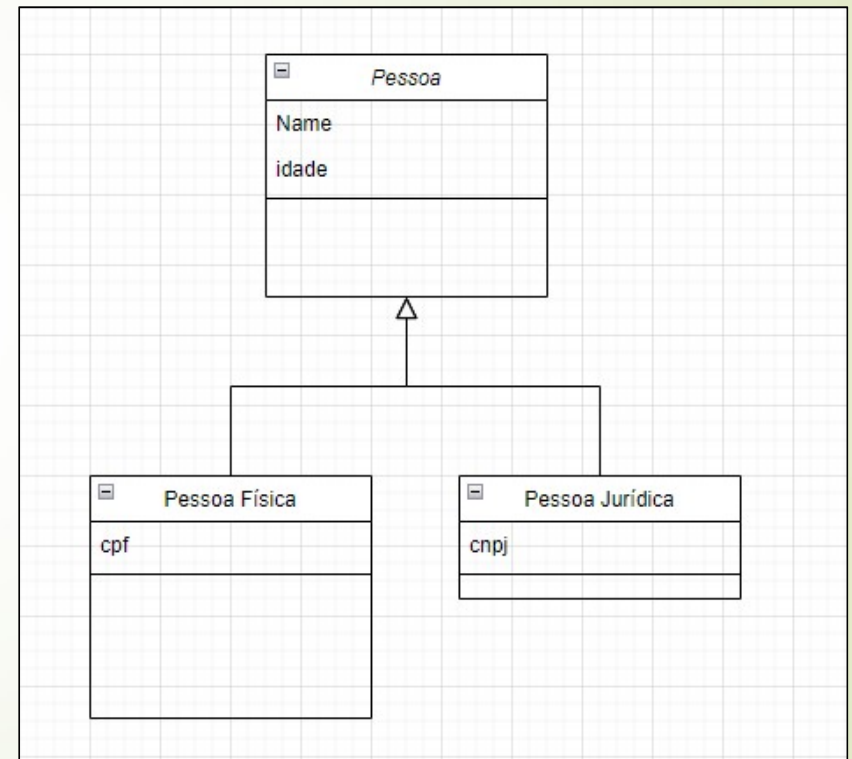 Pessoa
Name
idade
Pessoa Física
cpf
Pessoa Jurídica
cnpj